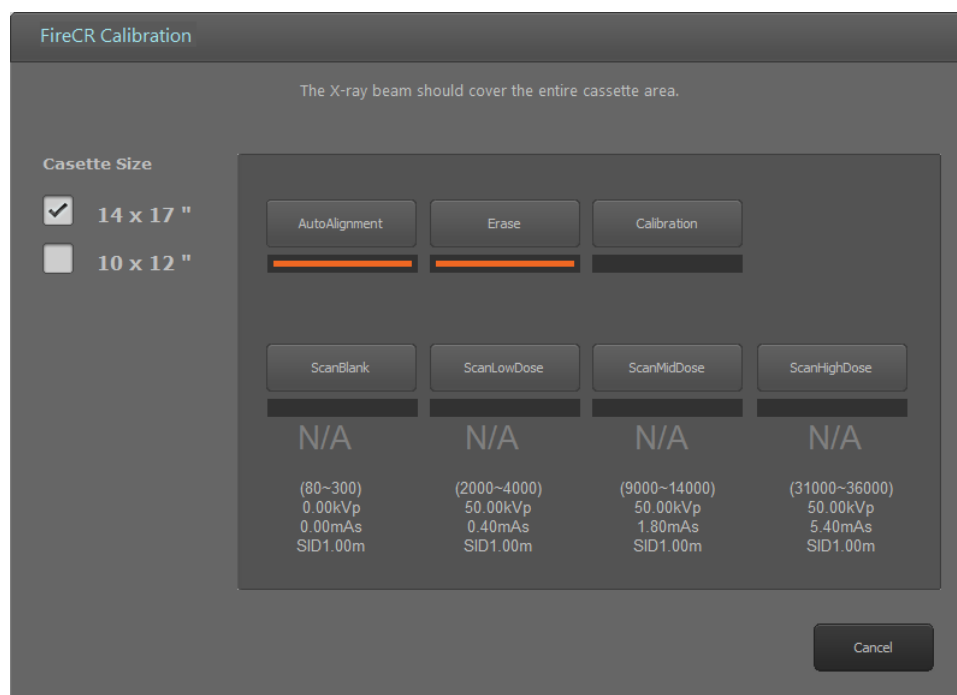 FireCR Calibration
The X-ray beam should cover the entire cassette area.
Casette Size
14 x 17 "
10 x 12 "
AutoAlignment Erase Calibration
ScanBlank ScanLowDose ScanMidDose ScanHighDose
N/A N/A N/A N/A
(80~300) (2000~4000) (9000~14000) (31000~36000)
0.00kVp 50.00kVp 50.00kVp 50.00kVp
0.00mAs 0.40mAs 1.80mAs 5.40mAs
SID1.00m SID1.00m SID1.00m SID1.00m
Cancel